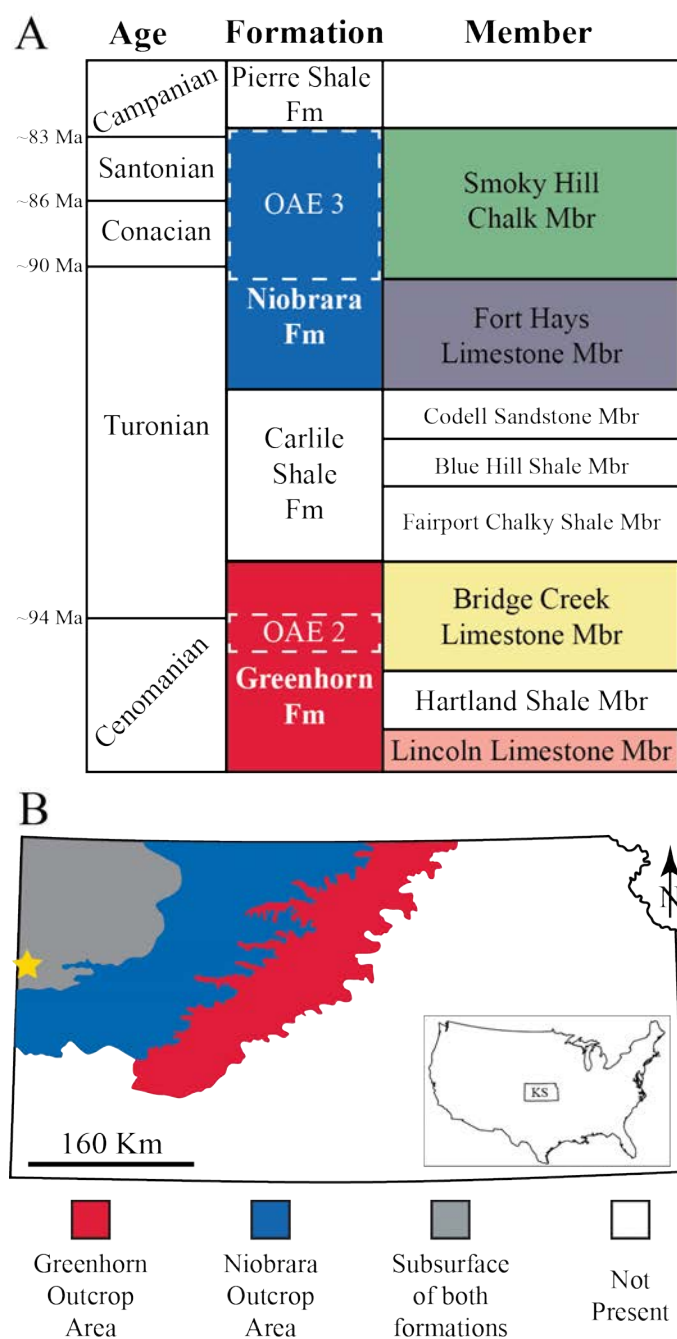 A
Age
Formation
Member
Campanian
Pierre Shale
Fm
~83 Ma
Santonian
OAE 3
Smoky Hill
Chalk Mbr
~86 Ma
Conacian
~90 Ma
Niobrara
Fm
Fort Hays
Limestone Mbr
Turonian
Carlile
Shale
Fm
Codell Sandstone Mbr
Blue Hill Shale Mbr
Fairport Chalky Shale Mbr
~94 Ma
Bridge Creek
Limestone Mbr
OAE 2
Cenomanian
Greenhorn
Fm
Hartland Shale Mbr
Lincoln Limestone Mbr
B
N
KS
160 Km
Greenhorn
Outcrop
Area
Niobrara
Outcrop
Area
Subsurface
of both
formations
Not
Present